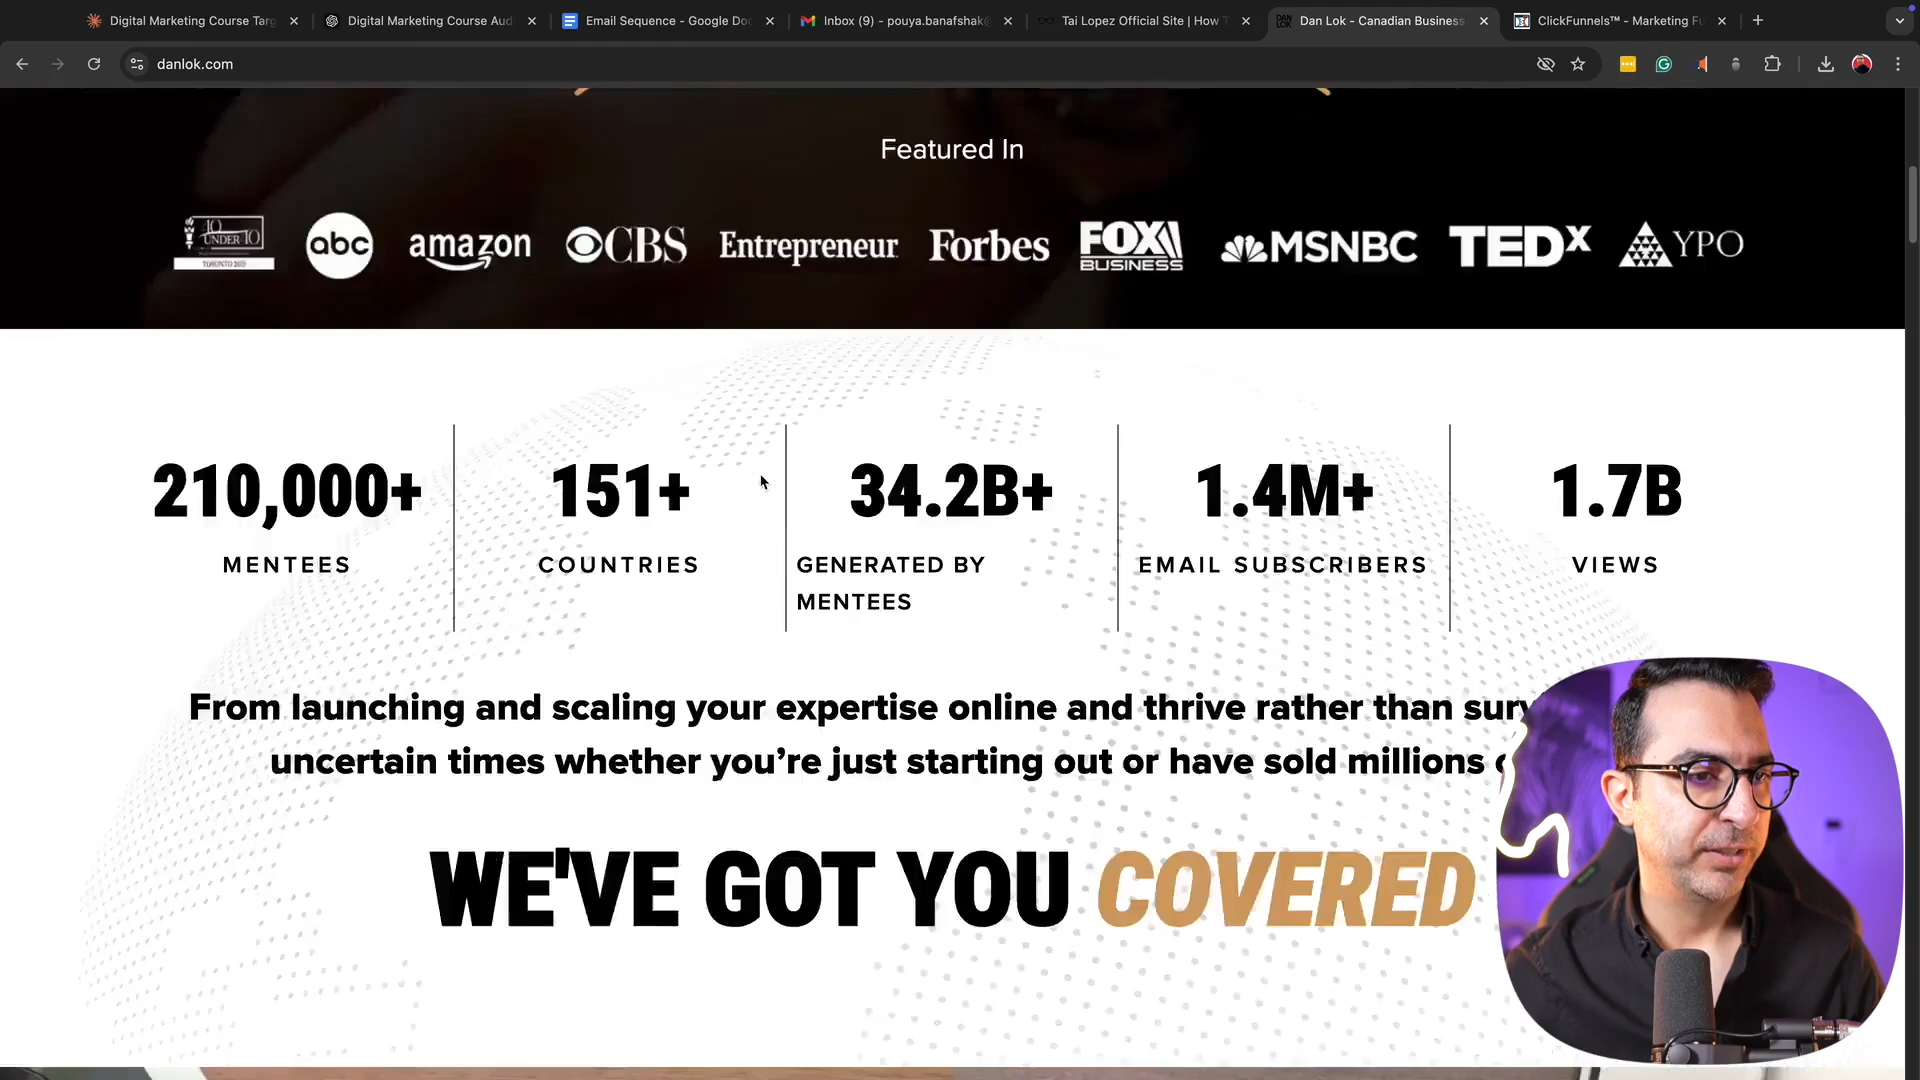 Digital Marketing Course Targ
Digital Marketing Course Aud
Email Sequence - Google Doc
Inbox (9) - pouya.banafshak@
Tai Lopez Official Site | How T
Dan Lok - Canadian Business
ClickFunnels™ - Marketing Fu
danlok.com
Featured In
40 UNDER 40
abc
amazon
CBS
Entrepreneur
Forbes
FOX BUSINESS
MSNBC
TEDx
YPO
210,000+
MENTEES
151+
COUNTRIES
34.2B+
GENERATED BY
MENTEES
1.4M+
EMAIL SUBSCRIBERS
1.7B
VIEWS
From launching and scaling your expertise online and thrive rather than surv
uncertain times whether you’re just starting out or have sold millions
WE'VE GOT YOU COVERED